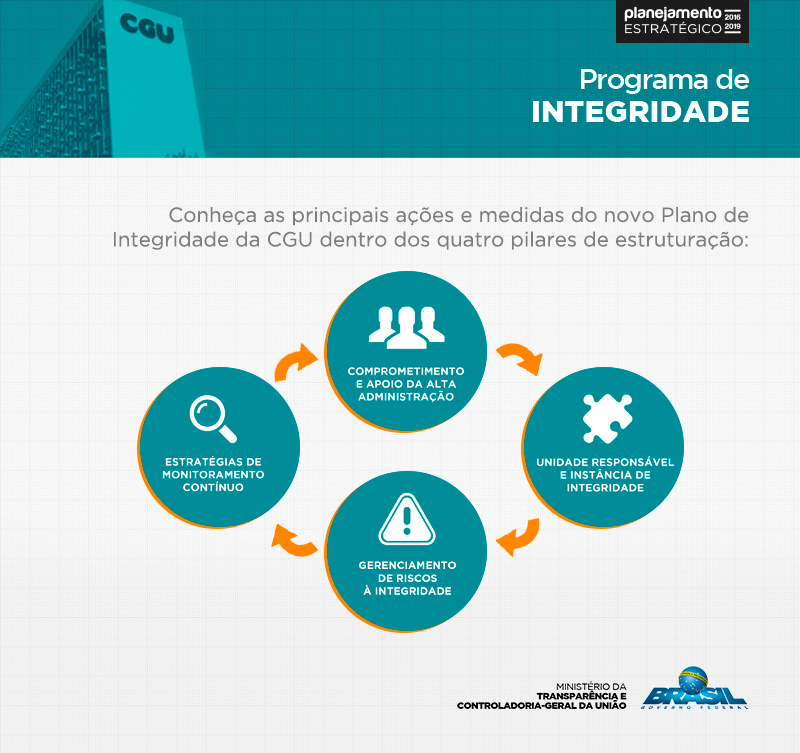 CGU
planejamento 2016
ESTRATÉGICO 2019
Programa de
INTEGRIDADE
Conheça as principais ações e medidas do novo Plano de
Integridade da CGU dentro dos quatro pilares de estruturação:
COMPROMETIMENTO
E APOIO DA ALTA
ADMINISTRAÇÃO
ESTRATÉGIAS DE
MONITORAMENTO
CONTÍNUO
UNIDADE RESPONSÁVEL
E INSTÂNCIA DE
INTEGRIDADE
GERENCIAMENTO
DE RISCOS
À INTEGRIDADE
MINISTÉRIO DA
TRANSPARÊNCIA E
CONTROLADORIA-GERAL DA UNIÃO
BRASIL
GOVERNO FEDERAL